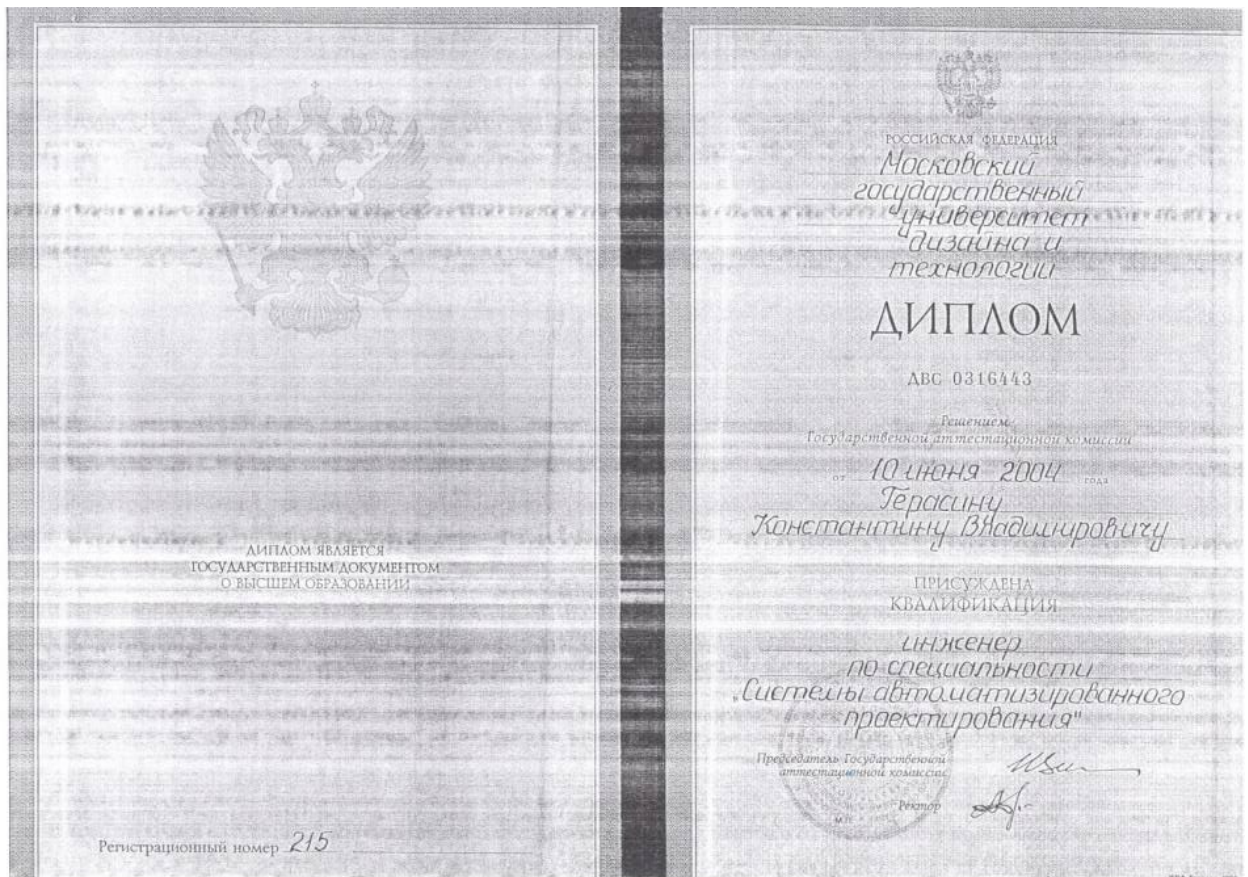 ДИПЛОМ ЯВЛЯЕТСЯ
ГОСУДАРСТВЕННЫМ ДОКУМЕНТОМ
О ВЫСШЕМ ОБРАЗОВАНИИ
Регистрационный номер 215
РОССИЙСКАЯ ФЕДЕРАЦИЯ
Московский
государственный
университет
дизайна и
технологии
ДИПЛОМ
АВС 0316443
Решением
Государственной аттестационной комиссии
от 10 июня 2004 года
Герасину
Константину Владимировичу
ПРИСУЖДЕНА
КВАЛИФИКАЦИЯ
инженер
по специальности
„Системы автоматизированного
проектирования"
Председатель Государственной
аттестационной комиссии
Ректор